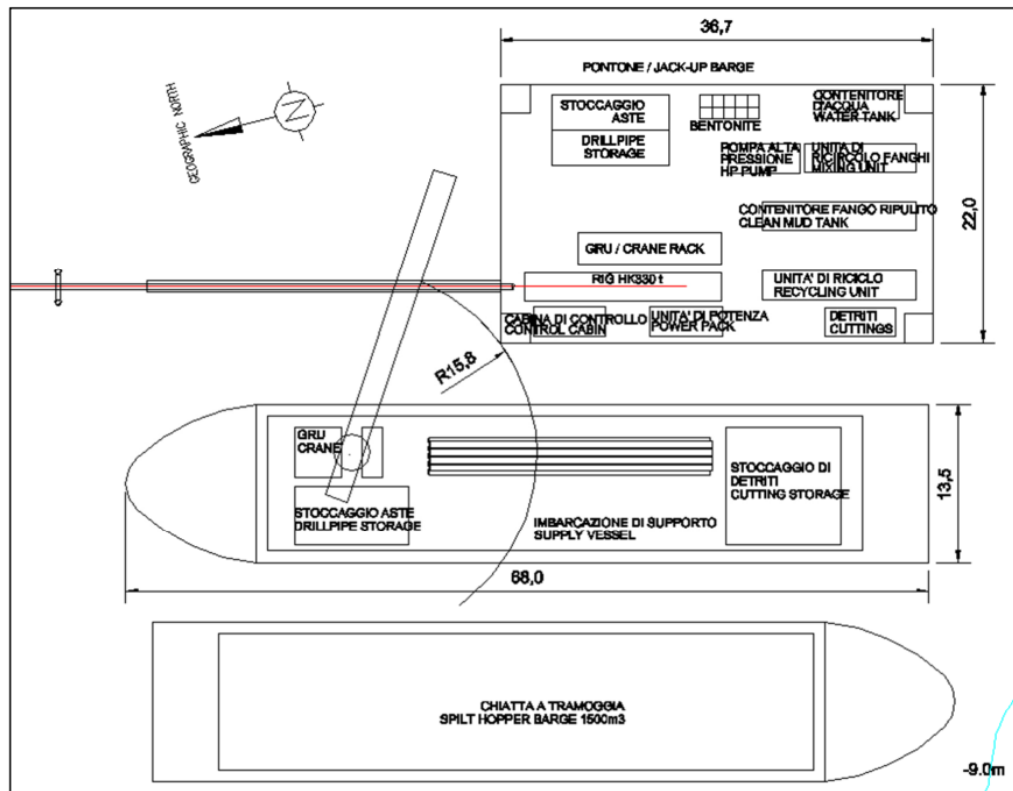 36,7
PONTONE / JACK-UP BARGE
GEOGRAPHIC NORTH
N
STOCCAGGIO
ASTE
DRILLPIPE
STORAGE
BENTONITE
CONTENITORE
D'ACQUA
WATER TANK
POMPA ALTA
PRESSIONE
HP PUMP
UNITA DI
RICIRCOLO FANGHI
MIXING UNIT
CONTENITORE FANGO RIPULITO
CLEAN MUD TANK
22,0
GRU / CRANE RACK
RIG HK330 t
UNITA' DI RICICLO
RECYCLING UNIT
CABINA DI CONTROLLO
CONTROL CABIN
UNITA' DI POTENZA
POWER PACK
DETRITI
CUTTINGS
R15,8
GRU
CRANE
STOCCAGGIO ASTE
DRILLPIPE STORAGE
STOCCAGGIO DI
DETRITI
CUTTING STORAGE
IMBARCAZIONE DI SUPPORTO
SUPPLY VESSEL
13,5
68,0
CHIATTA A TRAMOGGIA
SPILT HOPPER BARGE 1500m3
-9.0m